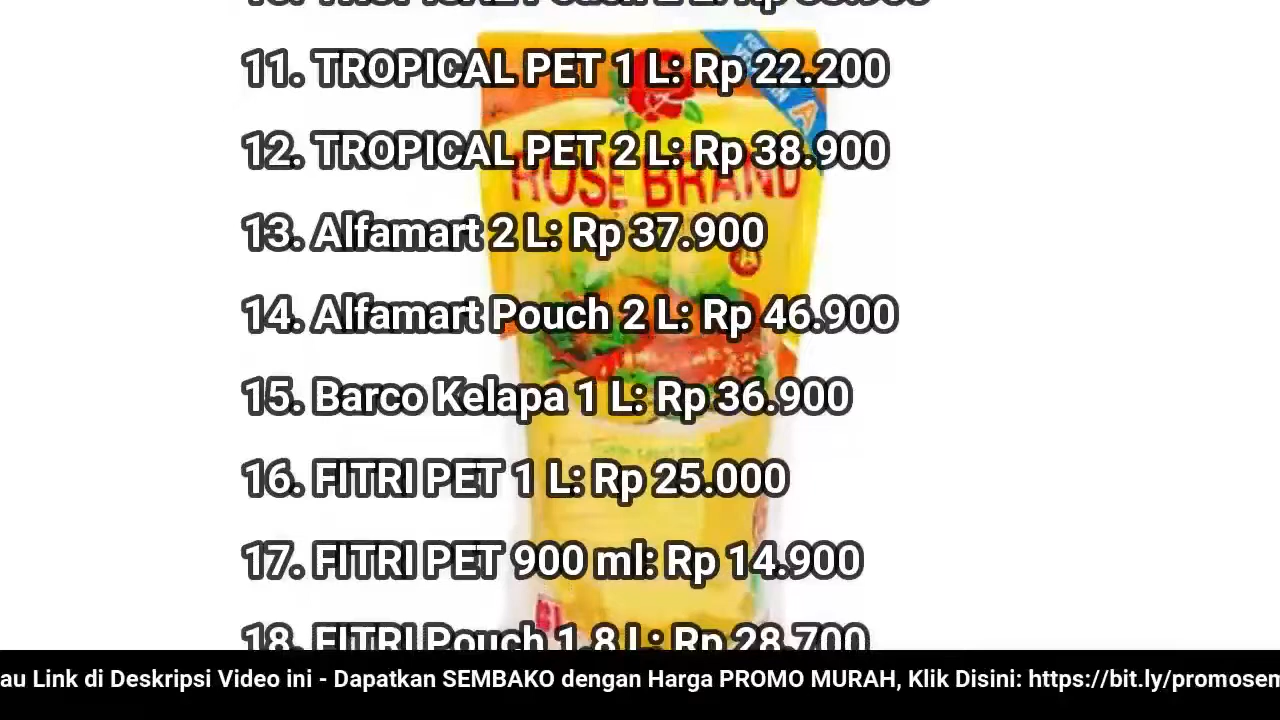 11. TROPICAL PET 1 L: Rp 22.200
12. TROPICAL PET 2 L: Rp 38.900
ROSE BRAND
13. Alfamart 2 L: Rp 37.900
14. Alfamart Pouch 2 L: Rp 46.900
15. Barco Kelapa 1 L: Rp 36.900
16. FITRI PET 1 L: Rp 25.000
17. FITRI PET 900 ml: Rp 14.900
18. FITRI Pouch 1.8 L: Rp 28.700
au Link di Deskripsi Video ini - Dapatkan SEMBAKO dengan Harga PROMO MURAH, Klik Disini: https://bit.ly/promosem